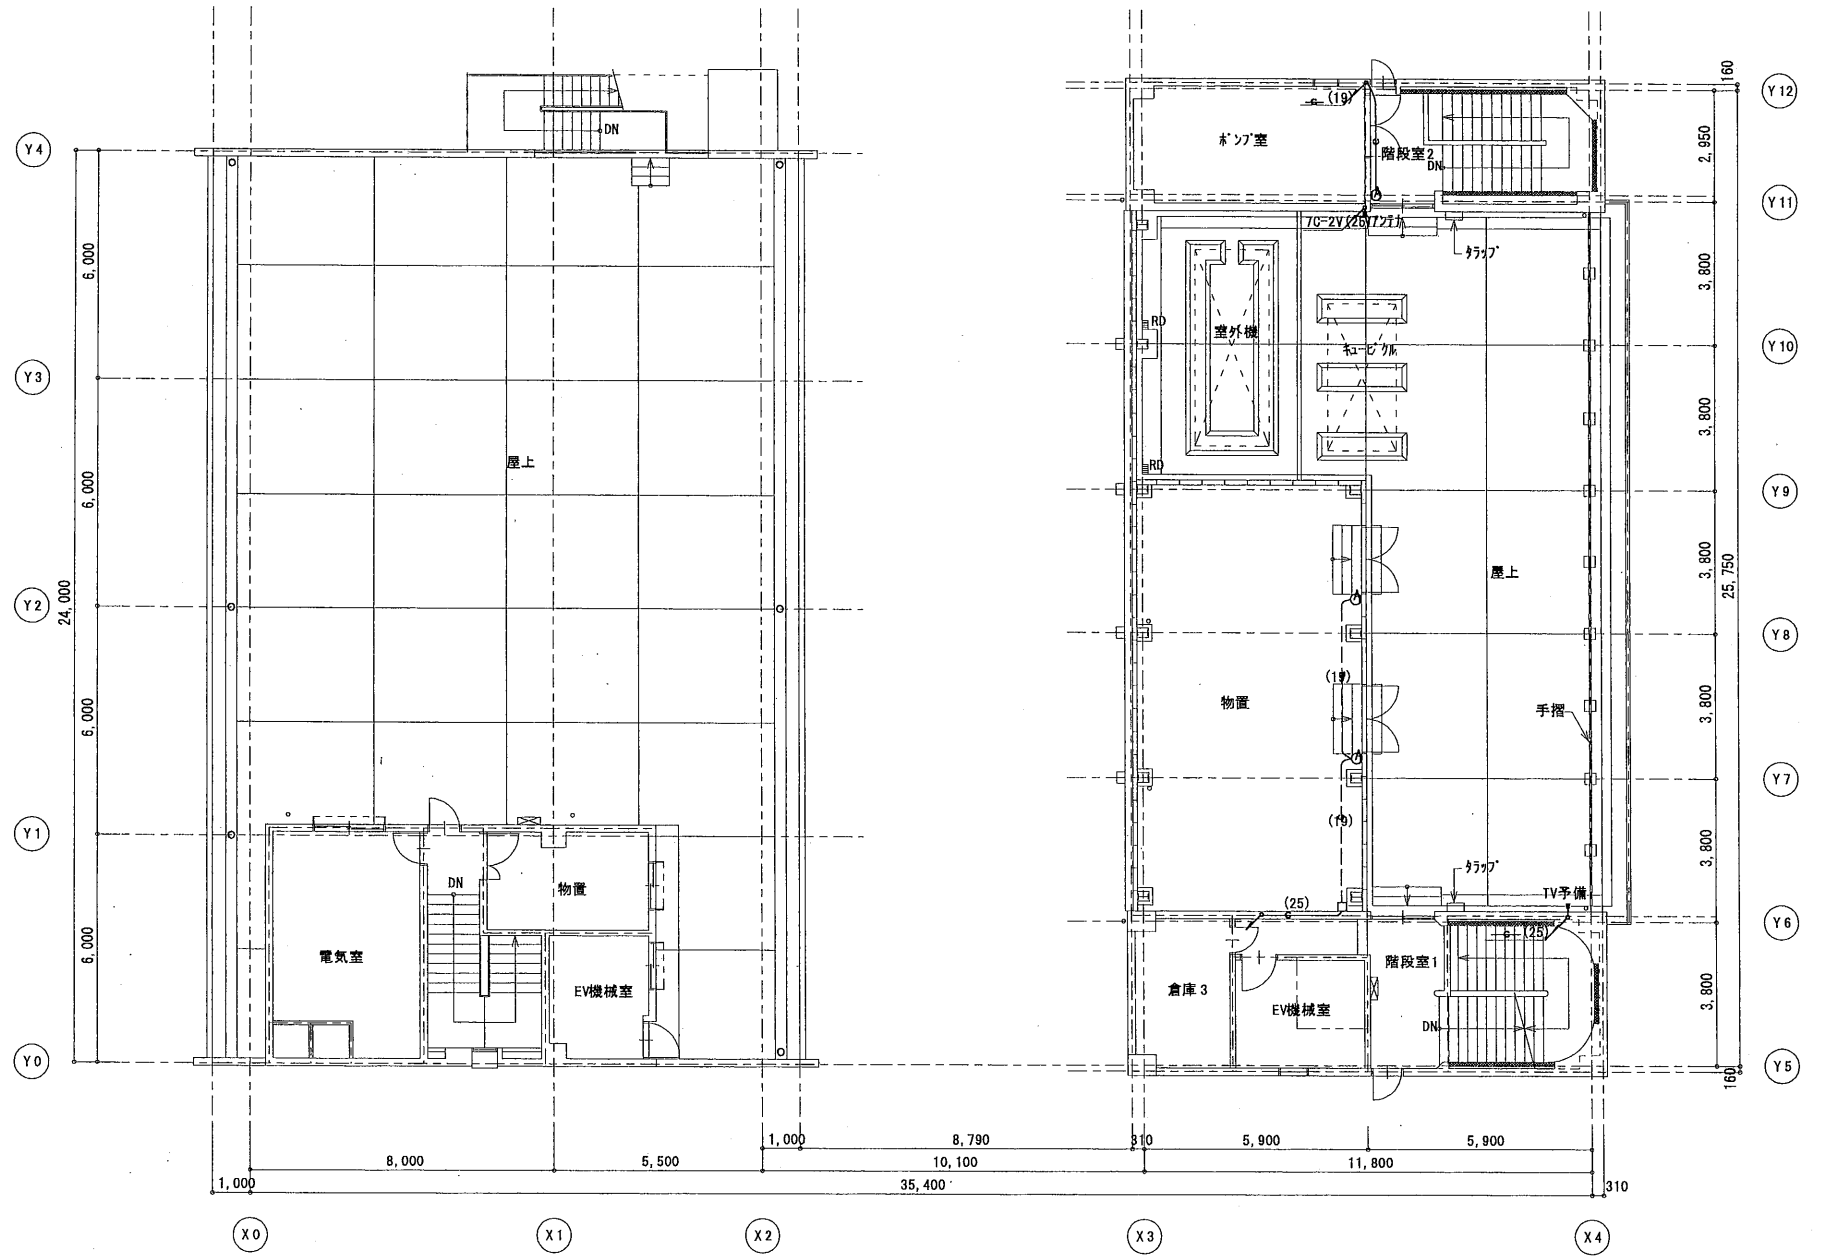 DN
Y4
6,000
Y3
屋上
6,000
24,000
Y2
6,000
Y1
DN
物置
6,000
電気室
EV機械室
Y0
160
Y12
(19)
ポンプ室
階段室2
DN
2,950
Y11
7C-2V(25)アンテナ
タラップ
3,800
RD
室外機
キュービクル
Y10
3,800
RD
Y9
屋上
3,800
25,750
Y8
(19)
物置
手摺
3,800
Y7
(19)
3,800
タラップ
TV予備
(25)
Y6
(25)
階段室1
倉庫3
EV機械室
3,800
DN
Y5
160
1,000
8,790
310
5,900
5,900
8,000
5,500
10,100
11,800
1,000
35,400
310
X0
X1
X2
X3
X4